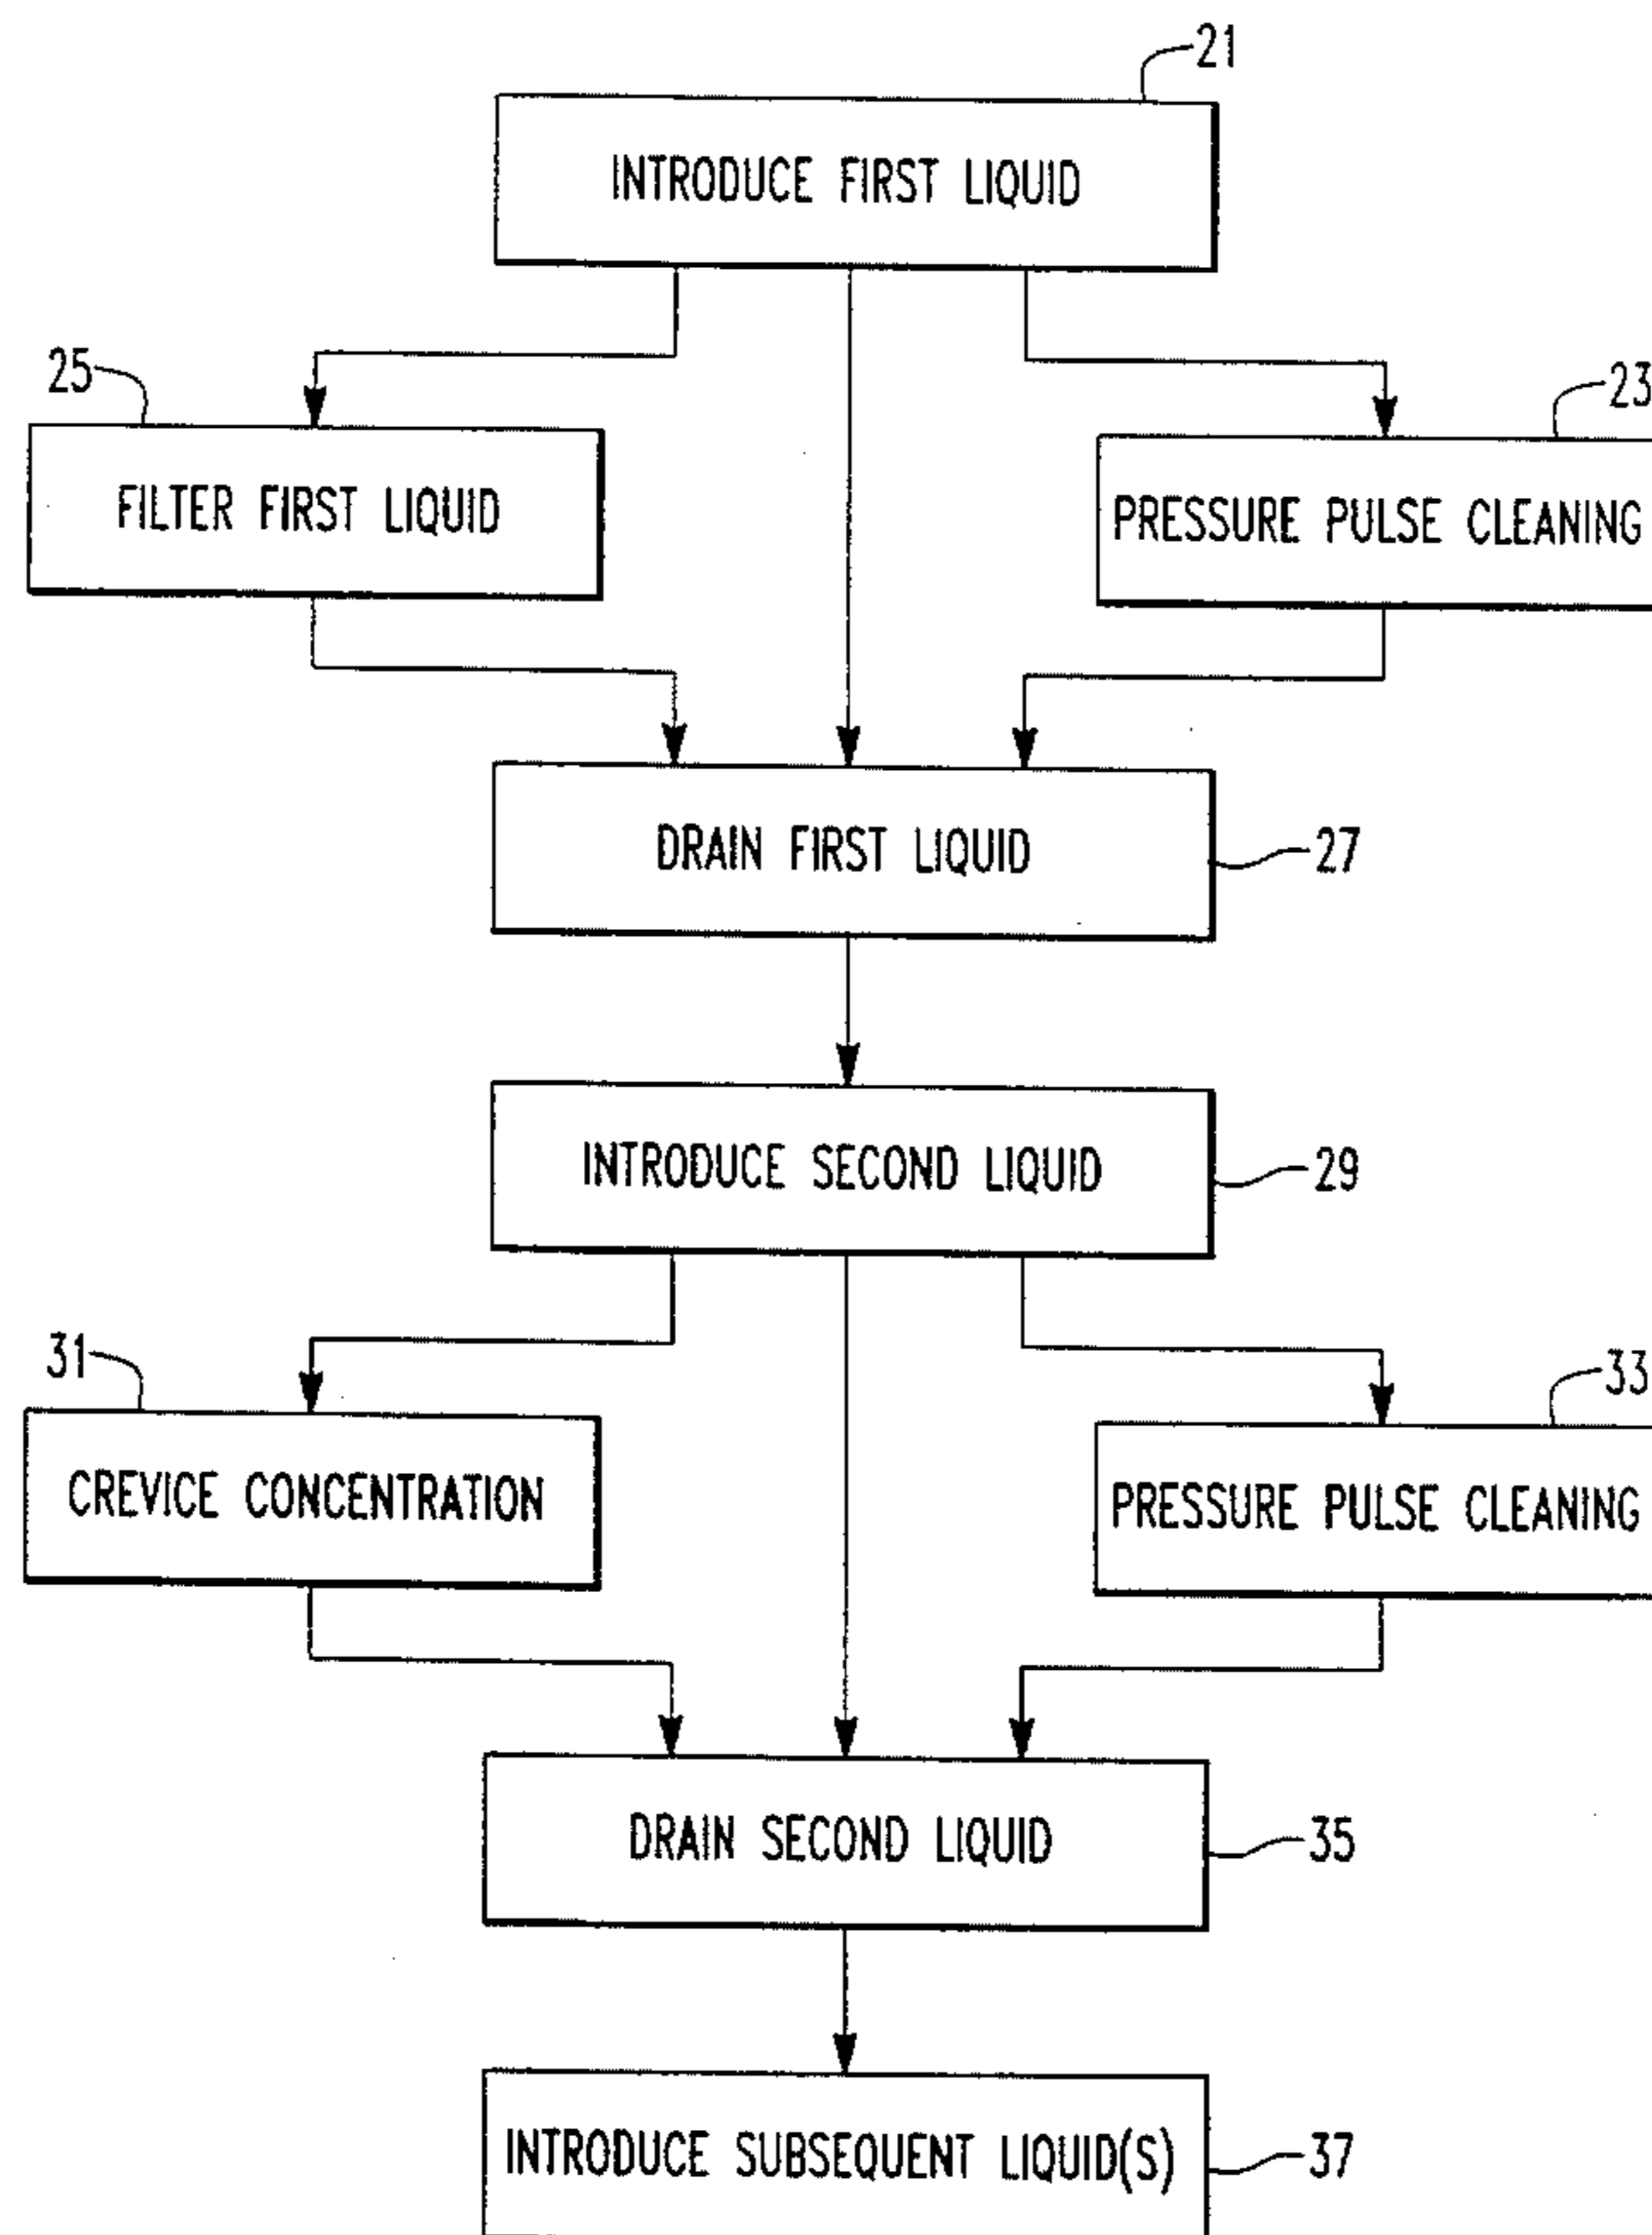 21
INTRODUCE FIRST LIQUID
25
23
FILTER FIRST LIQUID
PRESSURE PULSE CLEANING
DRAIN FIRST LIQUID
27
INTRODUCE SECOND LIQUID
29
31
33
CREVICE CONCENTRATION
PRESSURE PULSE CLEANING
DRAIN SECOND LIQUID
35
INTRODUCE SUBSEQUENT LIQUID(S)
37